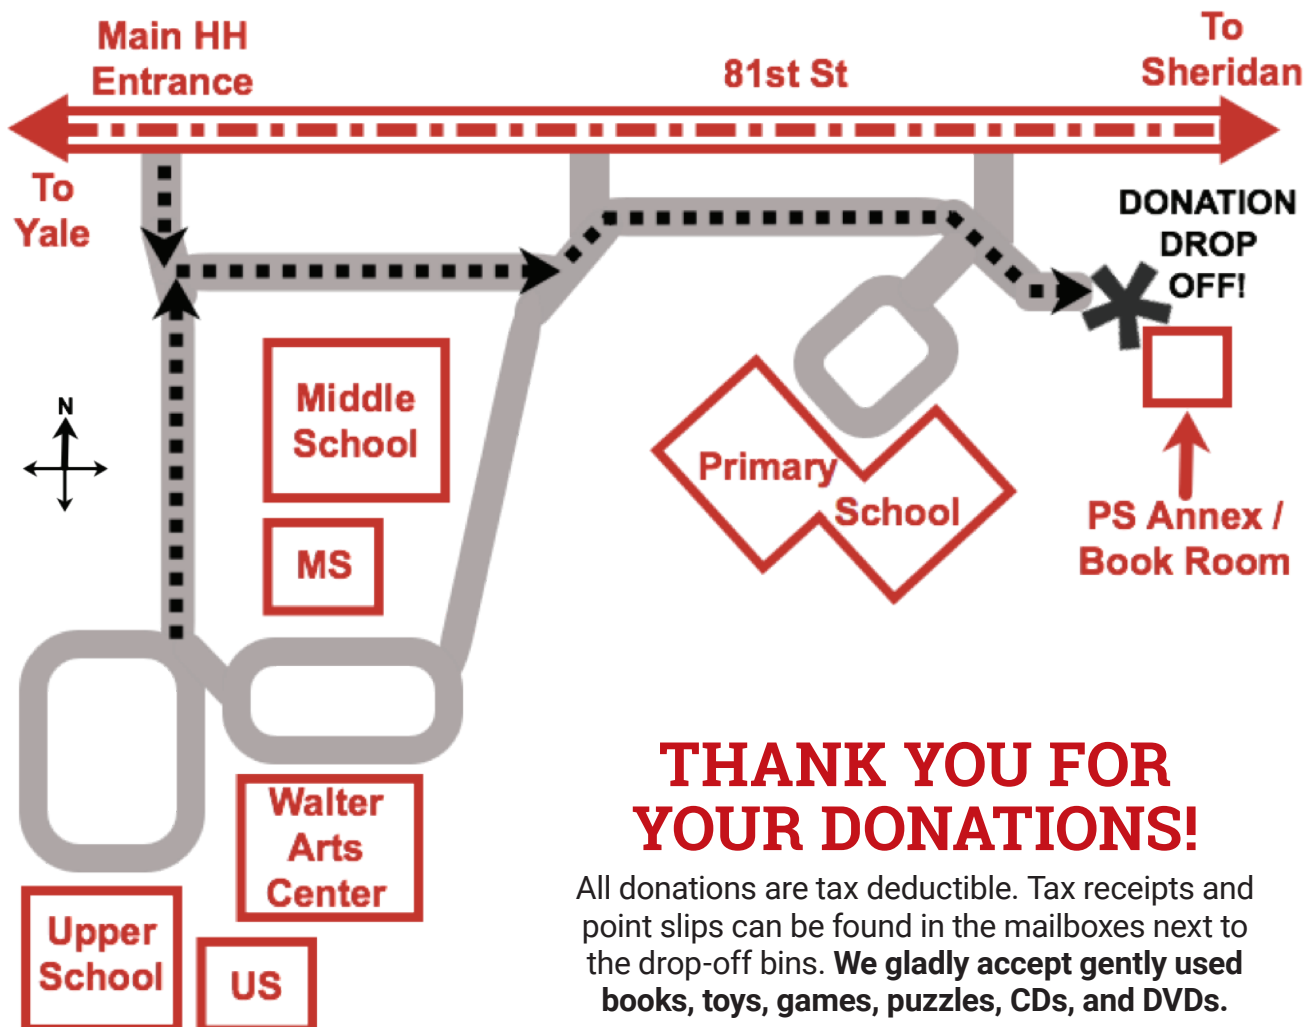 Main HH
Entrance
81st St
To
Sheridan
To
Yale
DONATION
DROP
OFF!
N
Middle
School
MS
Primary
School
PS Annex /
Book Room
Walter
Arts
Center
Upper
School
US
THANK YOU FOR
YOUR DONATIONS!
All donations are tax deductible. Tax receipts and
point slips can be found in the mailboxes next to
the drop-off bins. We gladly accept gently used
books, toys, games, puzzles, CDs, and DVDs.